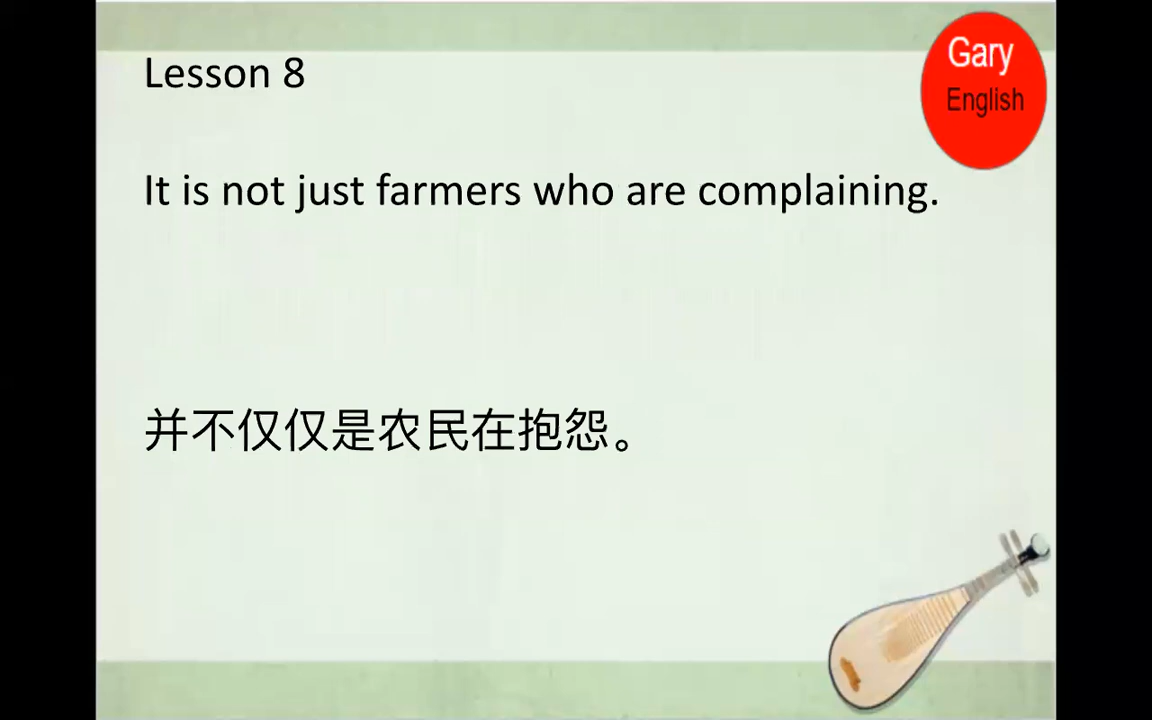 Lesson 8
Gary
English
It is not just farmers who are complaining.
并不仅仅是农民在抱怨。